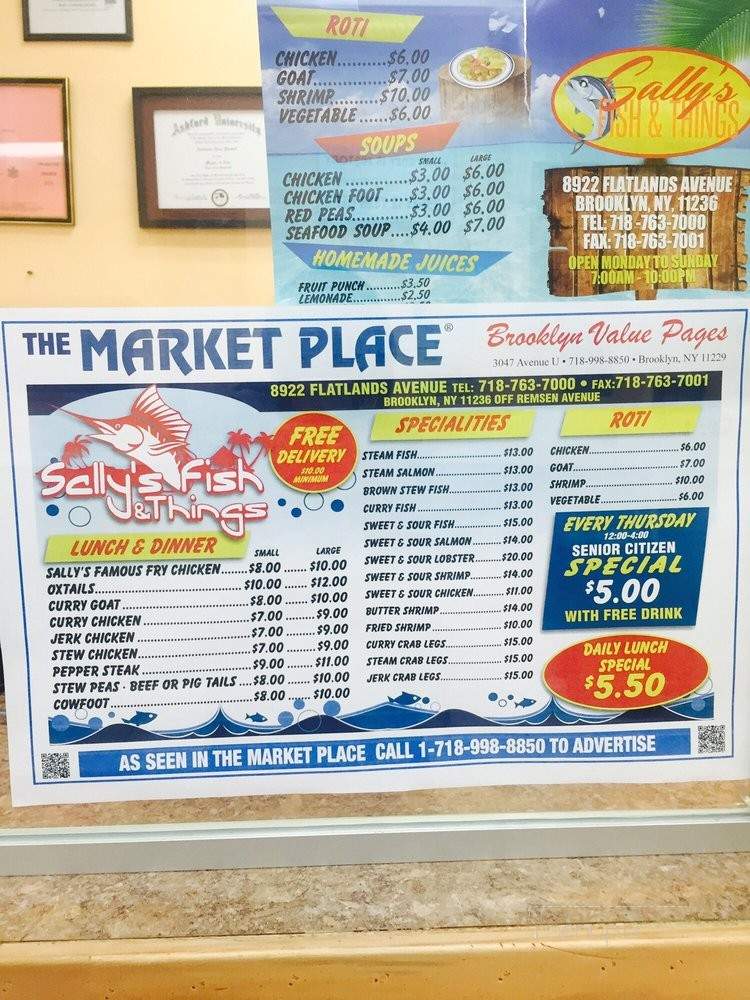 Ashford University
ROTI
CHICKEN............$6.00
GOAT............$7.00
SHRIMP.........$10.00
VEGETABLE ......$6.00
SOUPS
SMALL LARGE
CHICKEN ............$3.00 $6.00
CHICKEN FOOT .....$3.00 $6.00
RED PEAS..........$3.00 $6.00
SEAFOOD SOUP....$4.00 $7.00
HOMEMADE JUICES
FRUIT PUNCH ..........$3.50
LEMONADE..............$2.50
Sally's
FISH & THINGS
8922 FLATLANDS AVENUE
BROOKLYN, NY, 11236
TEL: 718 -763-7000
FAX: 718-763-7001
OPEN MONDAY TO SUNDAY
7:00AM - 10:00PM
THE MARKET PLACE®
Brooklyn Value Pages
3047 Avenue U • 718-998-8850 • Brooklyn, NY 11229
8922 FLATLANDS AVENUE TEL: 718-763-7000 • FAX:718-763-7001
BROOKLYN, NY 11236 OFF REMSEN AVENUE
Sally's Fish
&Things
FREE
DELIVERY
$10.00
MINIMUM
LUNCH & DINNER
SMALL LARGE
SALLY'S FAMOUS FRY CHICKEN......$8.00 ...... $10.00
OXTAILS......................................$10.00 ...... $12.00
CURRY GOAT................................$8.00 ...... $10.00
CURRY CHICKEN...........................$7.00 ...... $9.00
JERK CHICKEN .............................$7.00 ...... $9.00
STEW CHICKEN.............................$7.00 ...... $9.00
PEPPER STEAK .............................$9.00 ...... $11.00
STEW PEAS · BEEF OR PIG TAILS ....$8.00 ...... $10.00
COWFOOT....................................$8.00 ...... $10.00
SPECIALITIES
STEAM FISH............................$13.00
STEAM SALMON.......................$13.00
BROWN STEW FISH...................$13.00
CURRY FISH............................$13.00
SWEET & SOUR FISH..................$15.00
SWEET & SOUR SALMON.............$14.00
SWEET & SOUR LOBSTER............$20.00
SWEET & SOUR SHRIMP..............$14.00
SWEET & SOUR CHICKEN............$11.00
BUTTER SHRIMP......................$14.00
FRIED SHRIMP.........................$10.00
CURRY CRAB LEGS....................$15.00
STEAM CRAB LEGS....................$15.00
JERK CRAB LEGS......................$15.00
ROTI
CHICKEN............................$6.00
GOAT.................................$7.00
SHRIMP..............................$10.00
VEGETABLE.........................$6.00
EVERY THURSDAY
12:00-4:00
SENIOR CITIZEN
SPECIAL
$5.00
WITH FREE DRINK
DAILY LUNCH
SPECIAL
$5.50
AS SEEN IN THE MARKET PLACE CALL 1-718-998-8850 TO ADVERTISE